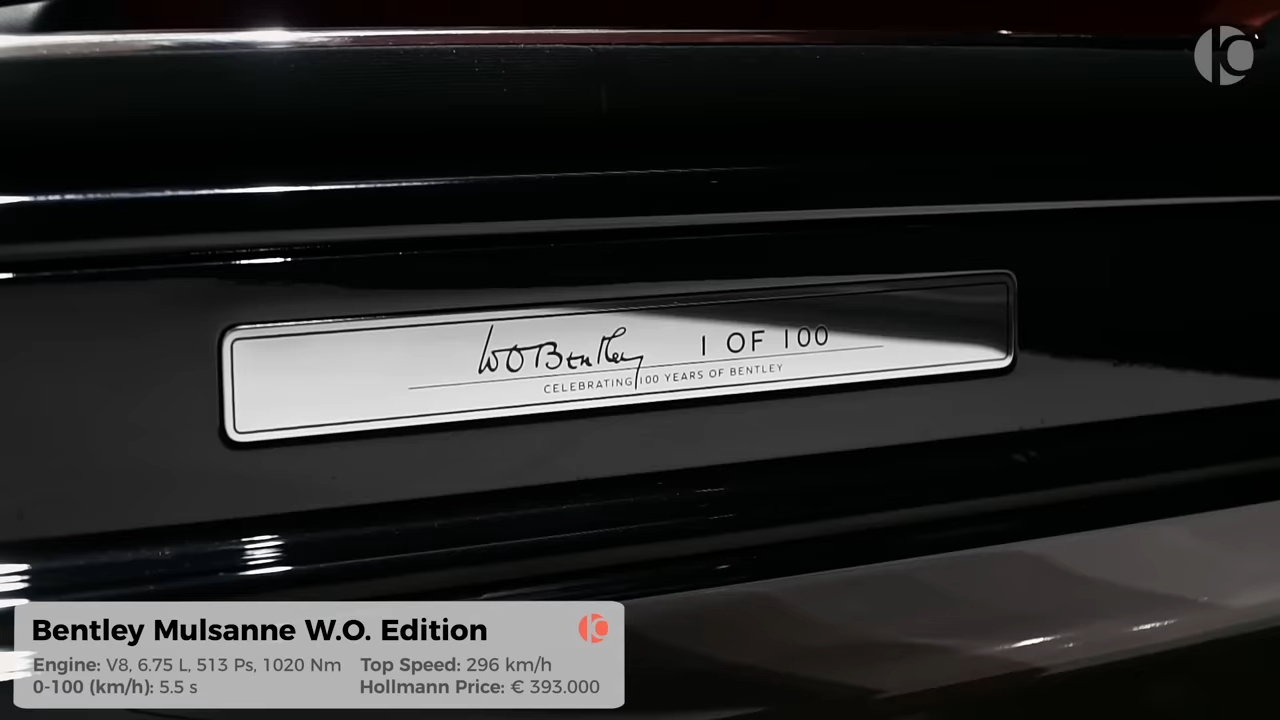 WO Bentley 1 OF 100
CELEBRATING 100 YEARS OF BENTLEY
Bentley Mulsanne W.O. Edition
Engine: V8, 6.75 L, 513 Ps, 1020 Nm Top Speed: 296 km/h
0-100 (km/h): 5.5 s Hollmann Price: € 393.000